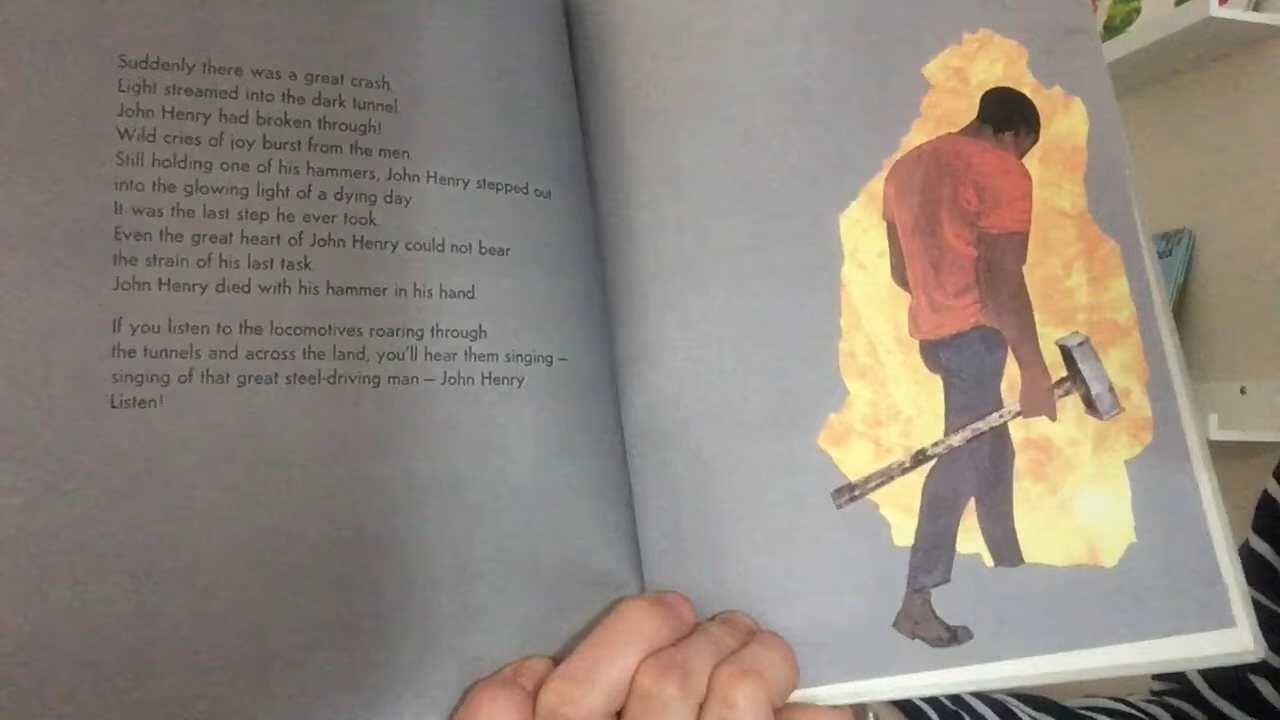 Suddenly there was a great crash.
Light streamed into the dark tunnel.
John Henry had broken through!
Wild cries of joy burst from the men.
Still holding one of his hammers, John Henry stepped out
into the glowing light of a dying day.
It was the last step he ever took.
Even the great heart of John Henry could not bear
the strain of his last task.
John Henry died with his hammer in his hand.
If you listen to the locomotives roaring through
the tunnels and across the land, you'll hear them singing —
singing of that great steel-driving man — John Henry.
Listen!